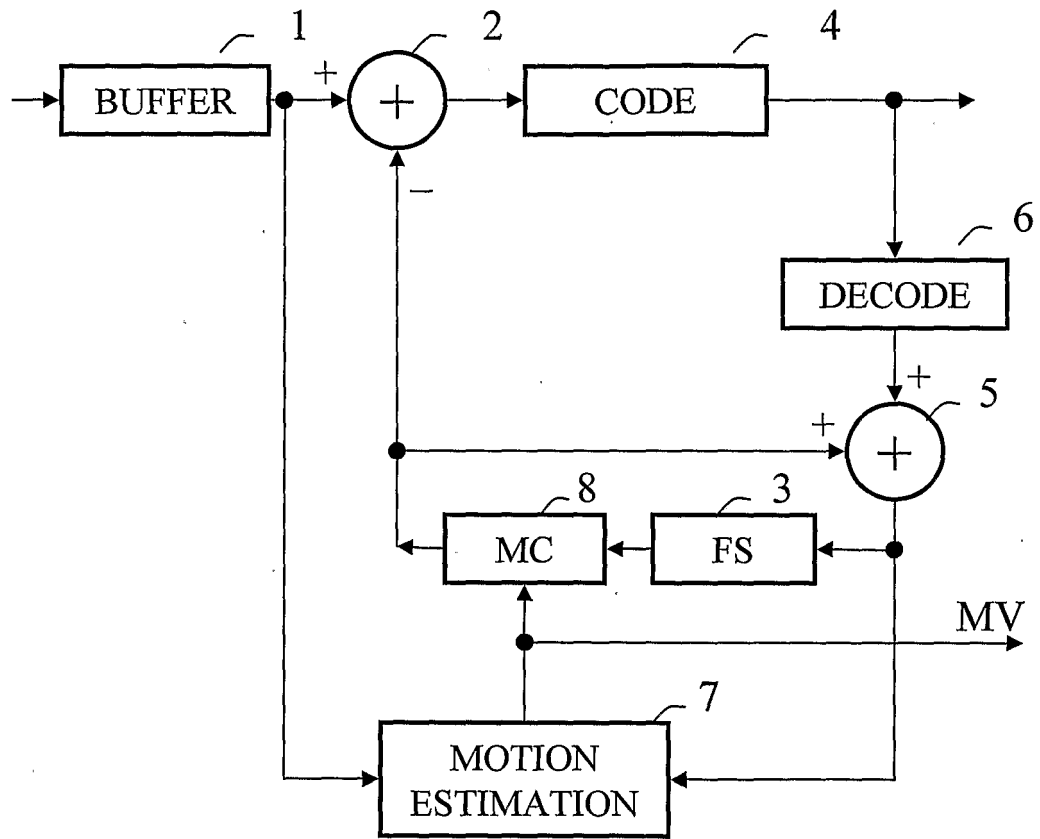 1
2
4
BUFFER
+
+
CODE
−
6
DECODE
+
5
+
+
8
3
MC
FS
MV
7
MOTION
ESTIMATION